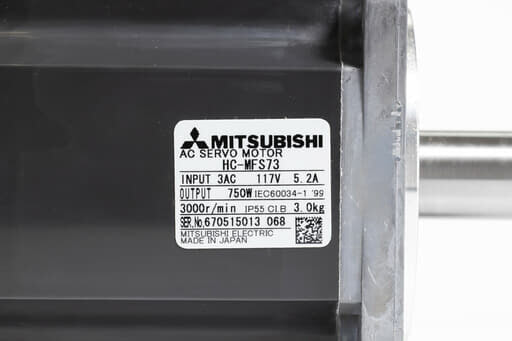 MITSUBISHI
AC SERVO MOTOR
HC-MFS73
INPUT 3AC 117V 5.2A
OUTPUT 750W IEC60034-1 '99
3000r/min IP55 Cl.B 3.0kg
SER.No.670515013 068
MITSUBISHI ELECTRIC
MADE IN JAPAN